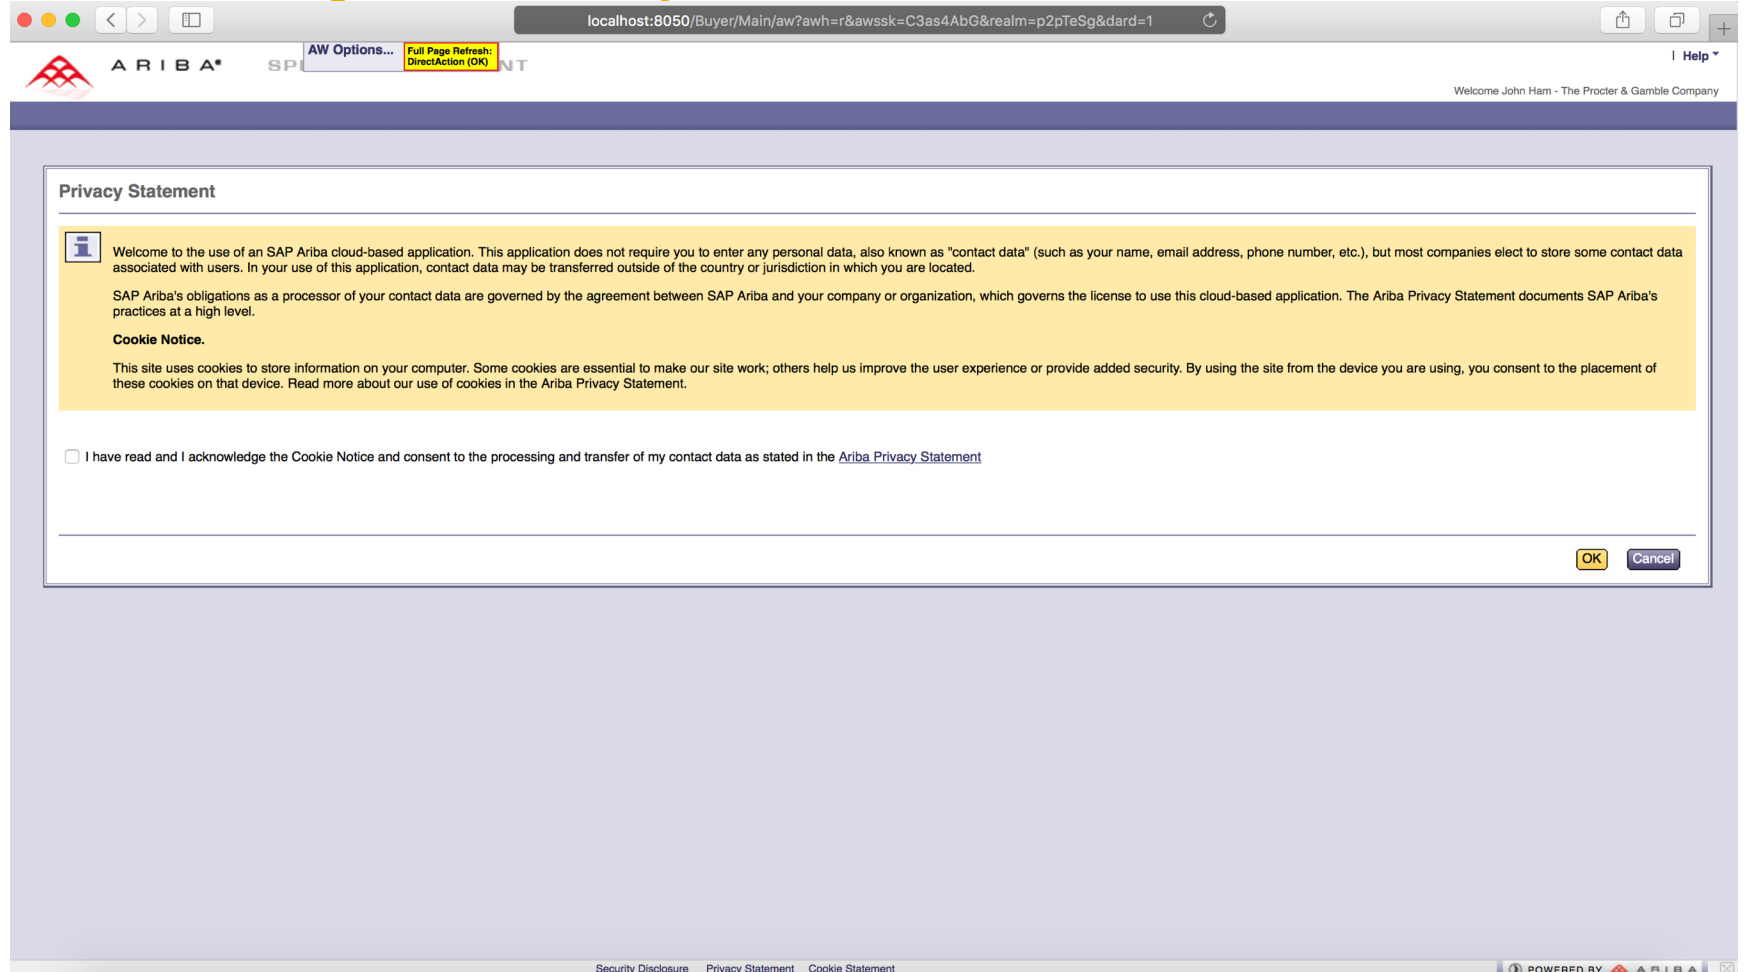 localhost:8050/Buyer/Main/aw?awh=r&awssk=C3as4AbG&realm=p2pTeSg&dard=1
ARIBA®
SP
AW Options...
Full Page Refresh:
DirectAction (OK)
NT
Help
Welcome John Ham - The Procter & Gamble Company
Privacy Statement
Welcome to the use of an SAP Ariba cloud-based application. This application does not require you to enter any personal data, also known as "contact data" (such as your name, email address, phone number, etc.), but most companies elect to store some contact data
associated with users. In your use of this application, contact data may be transferred outside of the country or jurisdiction in which you are located.
SAP Ariba's obligations as a processor of your contact data are governed by the agreement between SAP Ariba and your company or organization, which governs the license to use this cloud-based application. The Ariba Privacy Statement documents SAP Ariba's
practices at a high level.
Cookie Notice.
This site uses cookies to store information on your computer. Some cookies are essential to make our site work; others help us improve the user experience or provide added security. By using the site from the device you are using, you consent to the placement of
these cookies on that device. Read more about our use of cookies in the Ariba Privacy Statement.
I have read and I acknowledge the Cookie Notice and consent to the processing and transfer of my contact data as stated in the Ariba Privacy Statement
OK
Cancel
Security Disclosure
Privacy Statement
Cookie Statement
POWERED BY ARIBA